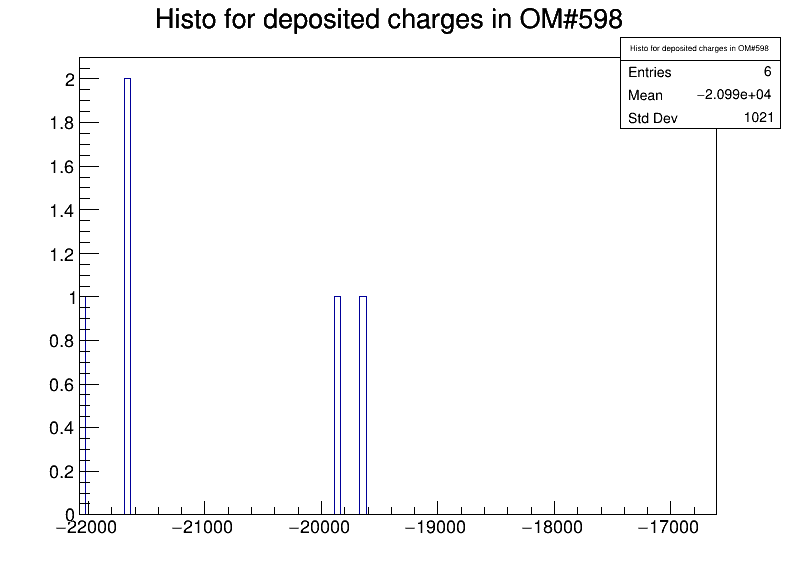 Histo for deposited charges in OM#598
Histo for deposited charges in OM#598
Entries 6
Mean −2.099e+04
Std Dev 1021
2
1.8
1.6
1.4
1.2
1
0.8
0.6
0.4
0.2
0
−22000 −21000 −20000 −19000 −18000 −17000